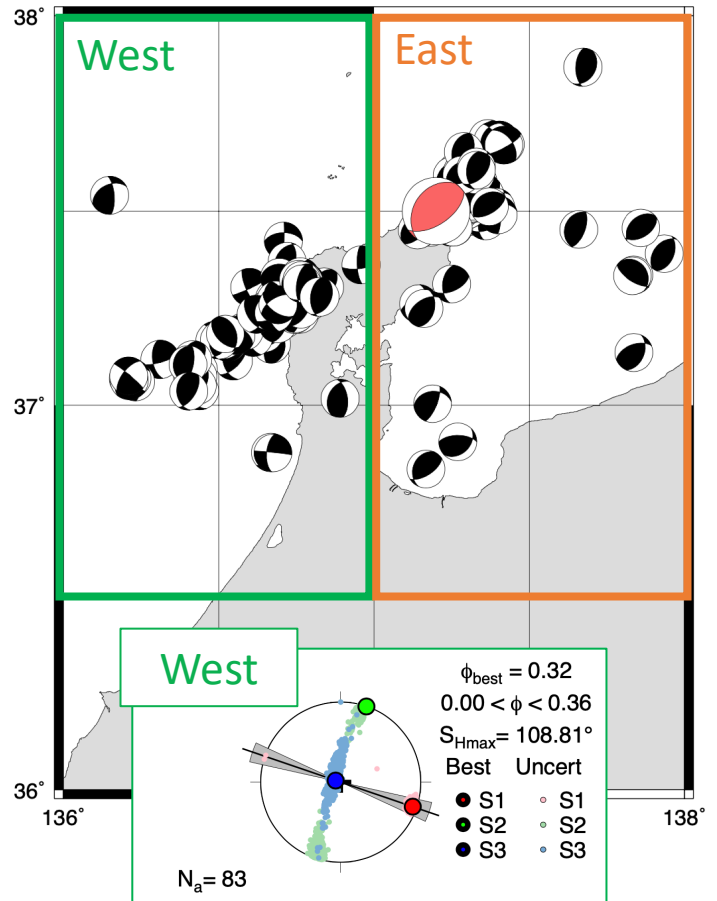 38°
West
East
37°
West
ϕbest = 0.32
0.00 < ϕ < 0.36
SHmax= 108.81°
Best Uncert
S1 S1
S2 S2
S3 S3
Na= 83
36°
136°
138°